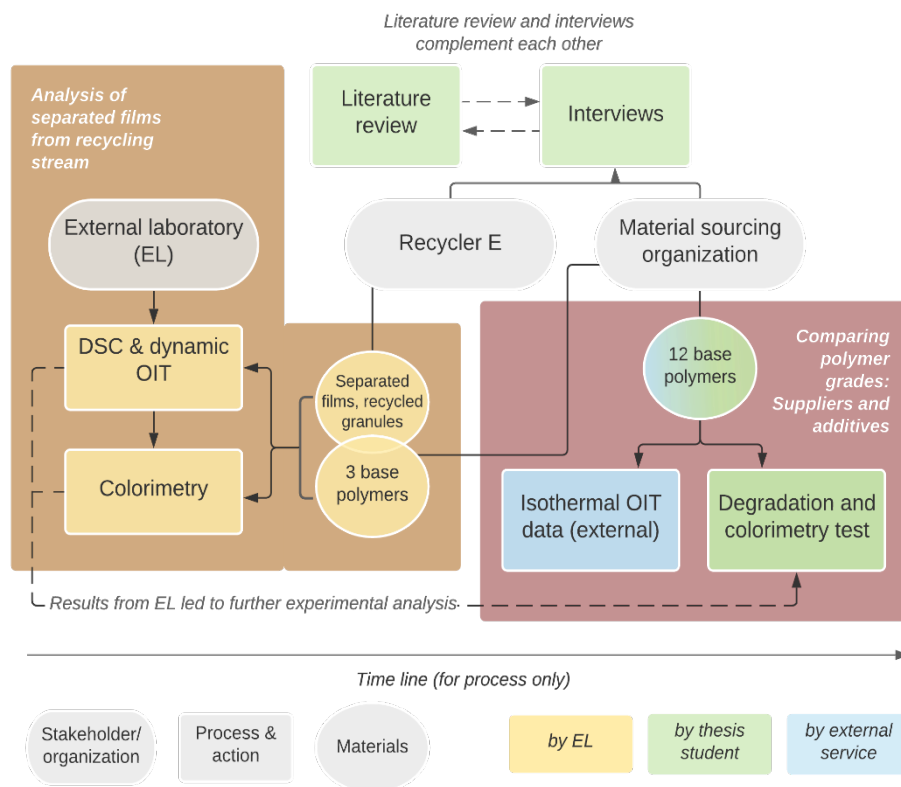 Literature review and interviews
complement each other
Analysis of
separated films
from recycling
stream
Literature
review
Interviews
External laboratory
(EL)
Recycler E
Material sourcing
organization
DSC & dynamic
OIT
Separated
films, recycled
granules
12 base
polymers
Comparing
polymer
grades:
Suppliers and
additives
Colorimetry
3 base
polymers
Isothermal OIT
data (external)
Degradation and
colorimetry test
Results from EL led to further experimental analysis
Time line (for process only)
Stakeholder/
organization
Process &
action
Materials
by EL
by thesis
student
by external
service